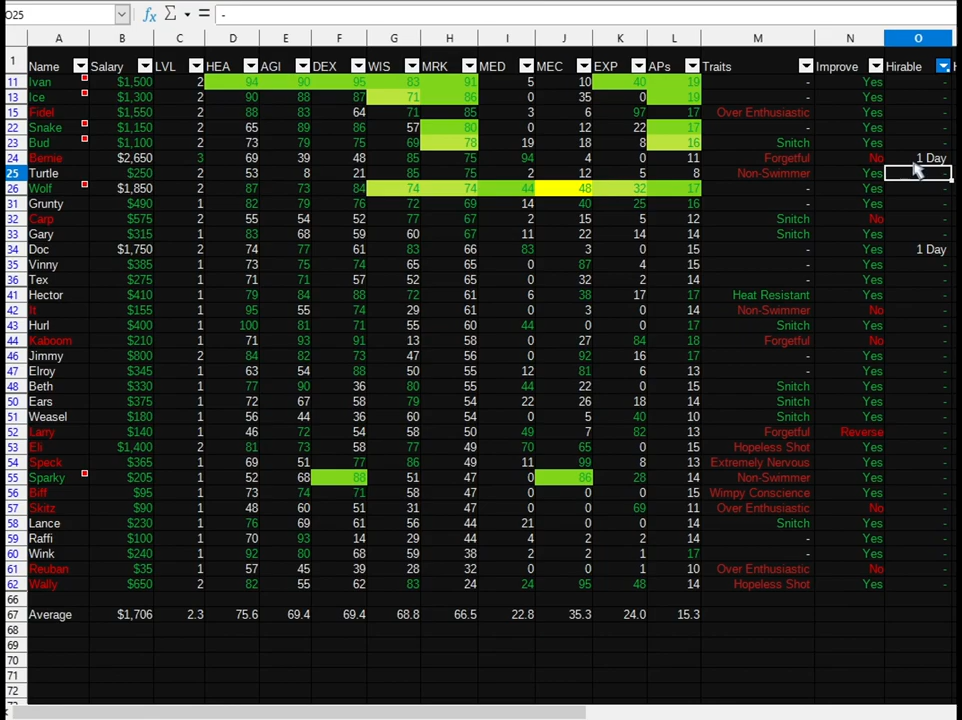 O25 fx Σ = -
A B C D E F G H I J K L M N O
1 Name Salary LVL HEA AGI DEX WIS MRK MED MEC EXP APs Traits Improve Hirable
11 Ivan $1,500 2 94 90 95 83 91 5 10 40 19 - Yes -
13 Ice $1,300 2 90 88 87 71 86 0 35 0 19 - Yes -
15 Fidel $1,550 2 88 83 64 71 85 3 6 97 17 Over Enthusiastic Yes -
22 Snake $1,150 2 65 89 86 57 80 0 12 22 17 - Yes -
23 Bud $1,100 2 73 79 75 69 78 19 18 8 16 Snitch Yes -
24 Bernie $2,650 3 69 39 48 85 75 94 4 0 11 Forgetful No 1 Day
25 Turtle $250 2 53 8 21 85 75 2 12 5 8 Non-Swimmer Yes -
26 Wolf $1,850 2 87 73 84 74 74 44 48 32 17 - Yes -
31 Grunty $490 1 82 79 76 72 69 14 40 25 16 - Yes -
32 Carp $575 2 55 54 52 77 67 2 15 5 12 Snitch No -
33 Gary $315 1 83 68 59 60 67 11 22 14 14 Snitch Yes -
34 Doc $1,750 2 74 77 61 83 66 83 3 0 15 - Yes 1 Day
35 Vinny $385 1 73 75 74 65 65 0 87 4 15 - Yes -
36 Tex $275 1 71 71 57 52 65 0 32 2 14 - Yes -
41 Hector $410 1 79 84 88 72 61 6 38 17 17 Heat Resistant Yes -
42 It $155 1 95 55 74 29 61 0 3 0 14 Non-Swimmer No -
43 Hurl $400 1 100 81 71 55 60 44 0 0 17 Snitch Yes -
44 Kaboom $210 1 71 93 91 13 58 0 27 84 18 Forgetful No -
46 Jimmy $800 2 84 82 73 47 56 0 92 16 17 - Yes -
47 Elroy $345 1 63 54 88 50 55 12 81 6 13 - Yes -
48 Beth $330 1 77 90 36 80 55 44 22 0 15 Snitch Yes -
50 Ears $375 1 72 67 58 79 54 22 26 18 14 Snitch Yes -
51 Weasel $180 1 56 44 36 60 54 0 5 40 10 Snitch Yes -
52 Larry $140 1 46 72 54 58 50 49 7 82 13 Forgetful Reverse -
53 Eli $1,400 2 81 73 58 77 49 70 65 0 15 Hopeless Shot Yes -
54 Speck $365 1 69 51 77 86 49 11 99 8 13 Extremely Nervous Yes -
55 Sparky $205 1 52 68 88 51 47 0 86 28 14 Non-Swimmer Yes -
56 Biff $95 1 73 74 71 58 47 0 0 0 15 Wimpy Conscience Yes -
57 Skitz $90 1 48 60 51 31 47 0 0 69 11 Over Enthusiastic No -
58 Lance $230 1 76 69 61 56 44 21 0 0 14 Snitch Yes -
59 Raffi $100 1 70 93 14 29 44 4 2 2 14 - Yes -
60 Wink $240 1 92 80 68 59 38 2 2 1 17 - Yes -
61 Reuban $35 1 57 45 39 28 32 0 0 1 10 Over Enthusiastic No -
62 Wally $650 2 82 55 62 83 24 24 95 48 14 Hopeless Shot Yes -
66
67 Average $1,706 2.3 75.6 69.4 69.4 68.8 66.5 22.8 35.3 24.0 15.3
68
69
70
71
72